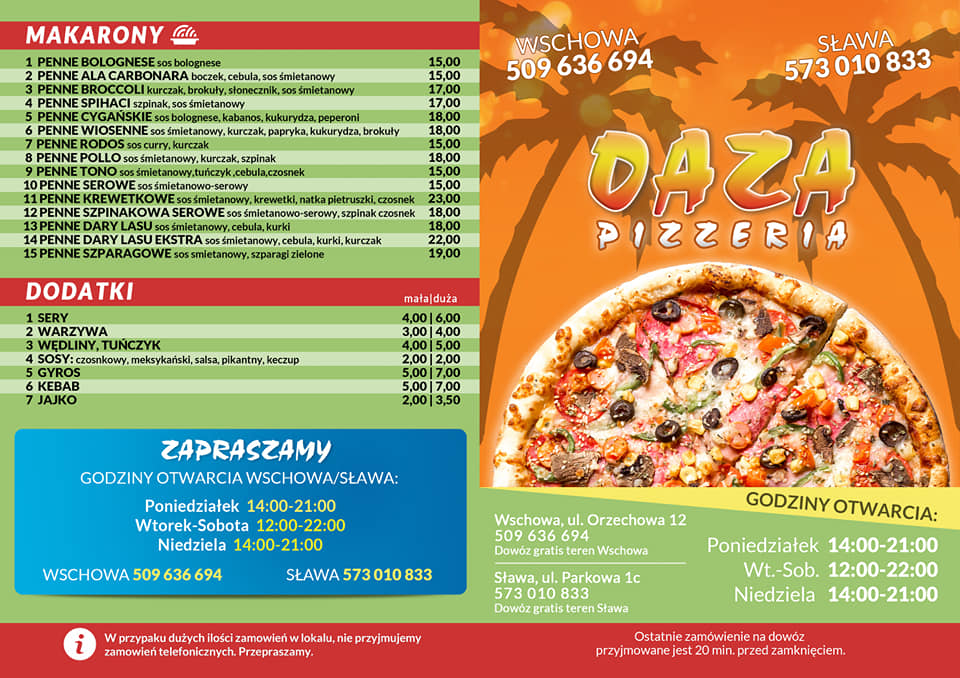 MAKARONY
1 PENNE BOLOGNESE sos bolognese 15,00
2 PENNE ALA CARBONARA boczek, cebula, sos śmietanowy 15,00
3 PENNE BROCCOLI kurczak, brokuły, słonecznik, sos śmietanowy 17,00
4 PENNE SPIHACI szpinak, sos śmietanowy 17,00
5 PENNE CYGAŃSKIE sos bolognese, kabanos, kukurydza, peperoni 18,00
6 PENNE WIOSENNE sos śmietanowy, kurczak, papryka, kukurydza, brokuły 18,00
7 PENNE RODOS sos curry, kurczak 15,00
8 PENNE POLLO sos śmietanowy, kurczak, szpinak 18,00
9 PENNE TONO sos śmietanowy,tuńczyk ,cebula,czosnek 15,00
10 PENNE SEROWE sos śmietanowo-serowy 15,00
11 PENNE KREWETKOWE sos śmietanowy, krewetki, natka pietruszki, czosnek 23,00
12 PENNE SZPINAKOWA SEROWE sos śmietanowo-serowy, szpinak czosnek 18,00
13 PENNE DARY LASU sos śmietanowy, cebula, kurki 18,00
14 PENNE DARY LASU EKSTRA sos śmietanowy, cebula, kurki, kurczak 22,00
15 PENNE SZPARAGOWE sos smietanowy, szparagi zielone 19,00
DODATKI mała|duża
1 SERY 4,00 | 6,00
2 WARZYWA 3,00 | 4,00
3 WĘDLINY, TUŃCZYK 4,00 | 5,00
4 SOSY: czosnkowy, meksykański, salsa, pikantny, keczup 2,00 | 2,00
5 GYROS 5,00 | 7,00
6 KEBAB 5,00 | 7,00
7 JAJKO 2,00 | 3,50
ZAPRASZAMY
GODZINY OTWARCIA WSCHOWA/SŁAWA:
Poniedziałek 14:00-21:00
Wtorek-Sobota 12:00-22:00
Niedziela 14:00-21:00
WSCHOWA 509 636 694 SŁAWA 573 010 833
i
W przypaku dużych ilości zamowień w lokalu, nie przyjmujemy
zamowień telefonicznych. Przepraszamy.
WSCHOWA
509 636 694
SŁAWA
573 010 833
DAZA
PIZZERIA
GODZINY OTWARCIA:
Wschowa, ul. Orzechowa 12
509 636 694
Dowóz gratis teren Wschowa
Sława, ul. Parkowa 1c
573 010 833
Dowóz gratis teren Sława
Poniedziałek 14:00-21:00
Wt.-Sob. 12:00-22:00
Niedziela 14:00-21:00
Ostatnie zamówienie na dowóz
przyjmowane jest 20 min. przed zamknięciem.